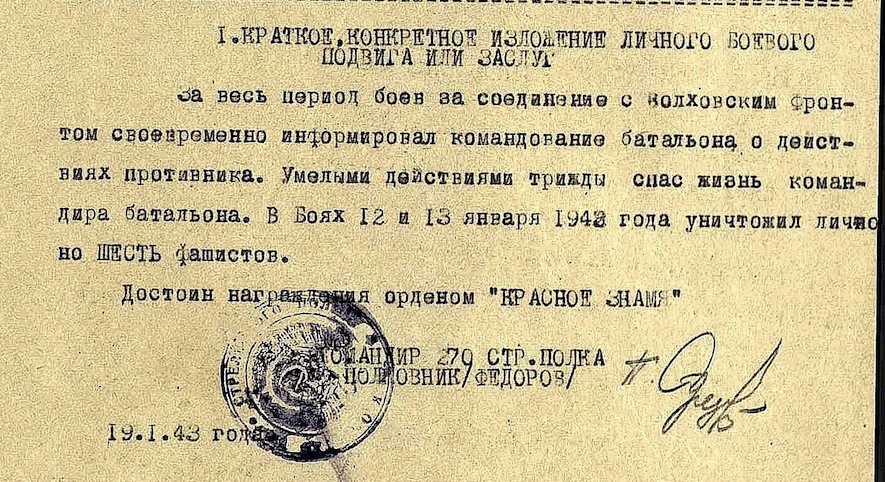 I. КРАТКОЕ, КОНКРЕТНОЕ ИЗЛОЖЕНИЕ ЛИЧНОГО БОЕВОГО
ПОДВИГА ИЛИ ЗАСЛУГ
За весь период боев за соединение с Волховским Фрон-
том своевременно информировал командование батальона о дейст-
виях противника. Умелыми действиями трижды спас жизнь коман-
дира батальона. В Боях 12 и 13 января 1943 года уничтожил лично
но ШЕСТЬ фашистов.
Достоин награждения орденом "КРАСНОЕ ЗНАМЯ"
КОМАНДИР 270 СТР.ПОЛКА
ПОЛКОВНИК/ФЕДОРОВ/
19.I.43 года